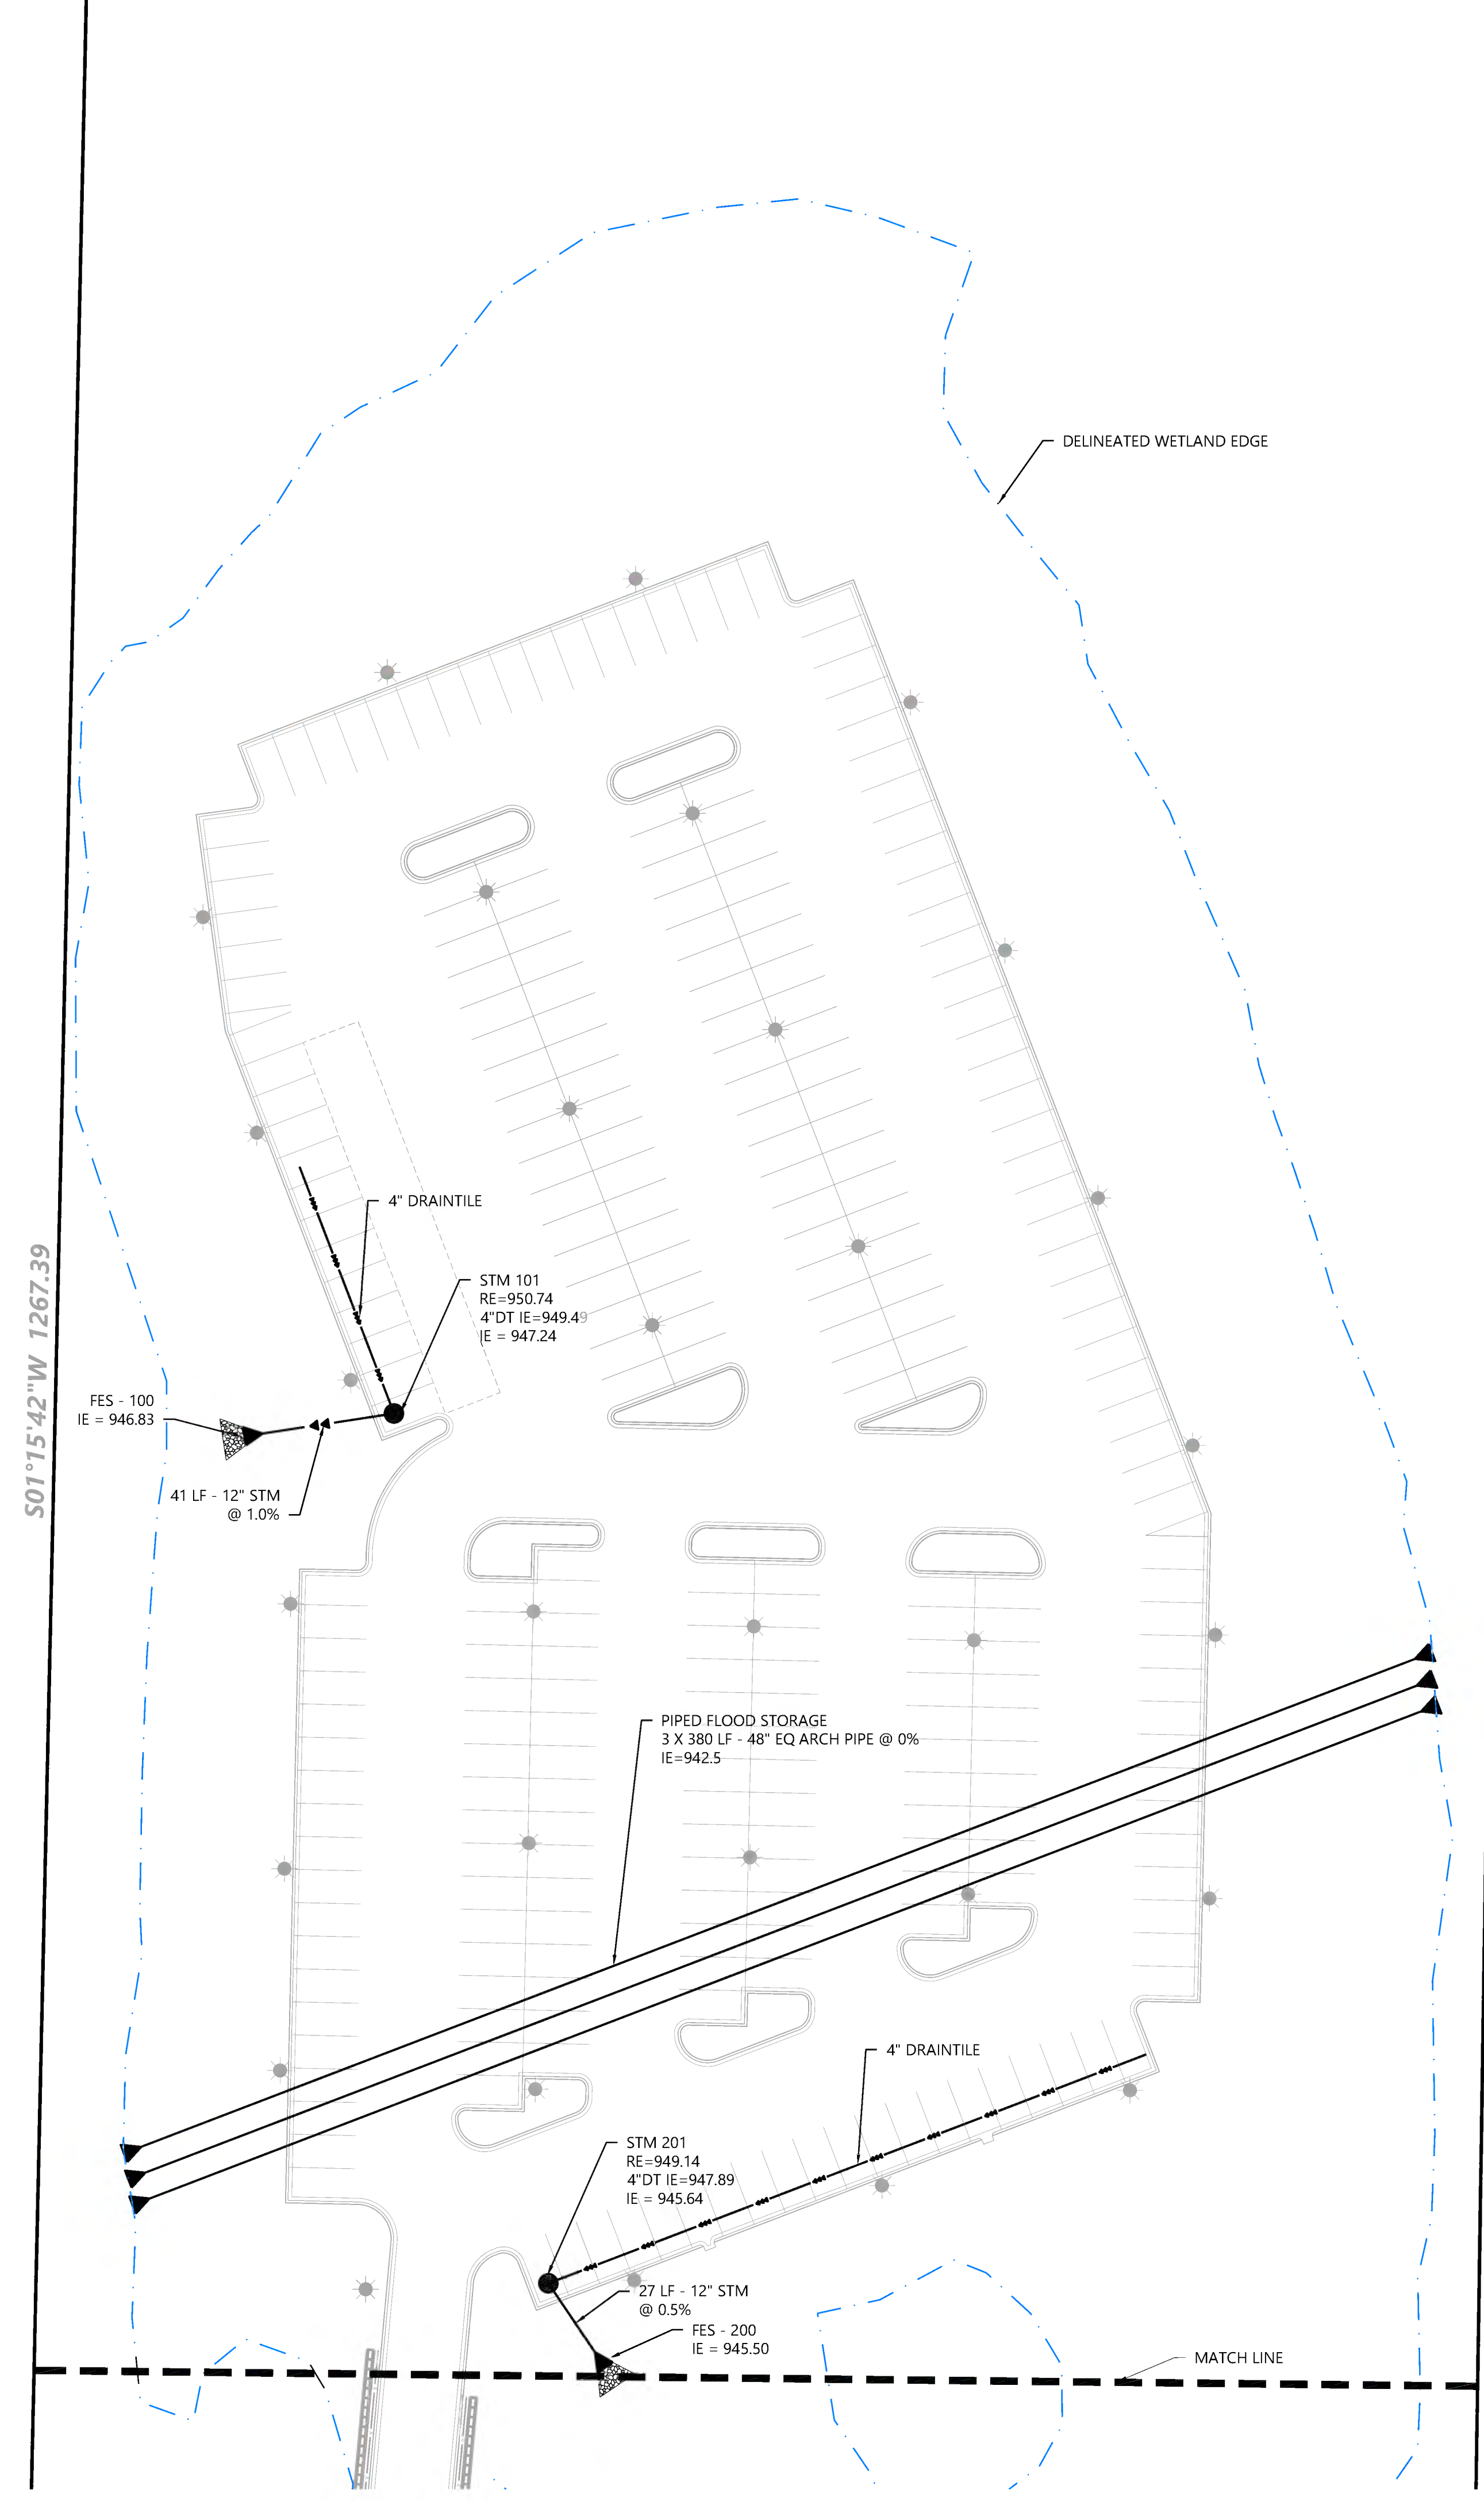 DELINEATED WETLAND EDGE
4" DRAINTILE
S01°15'42"W 1267.39
STM 101
RE=950.74
4"DT IE=949.49
IE = 947.24
FES - 100
IE = 946.83
41 LF - 12" STM
@ 1.0%
PIPED FLOOD STORAGE
3 X 380 LF - 48" EQ ARCH PIPE @ 0%
IE=942.5
4" DRAINTILE
STM 201
RE=949.14
4"DT IE=947.89
IE = 945.64
27 LF - 12" STM
@ 0.5%
FES - 200
IE = 945.50
MATCH LINE